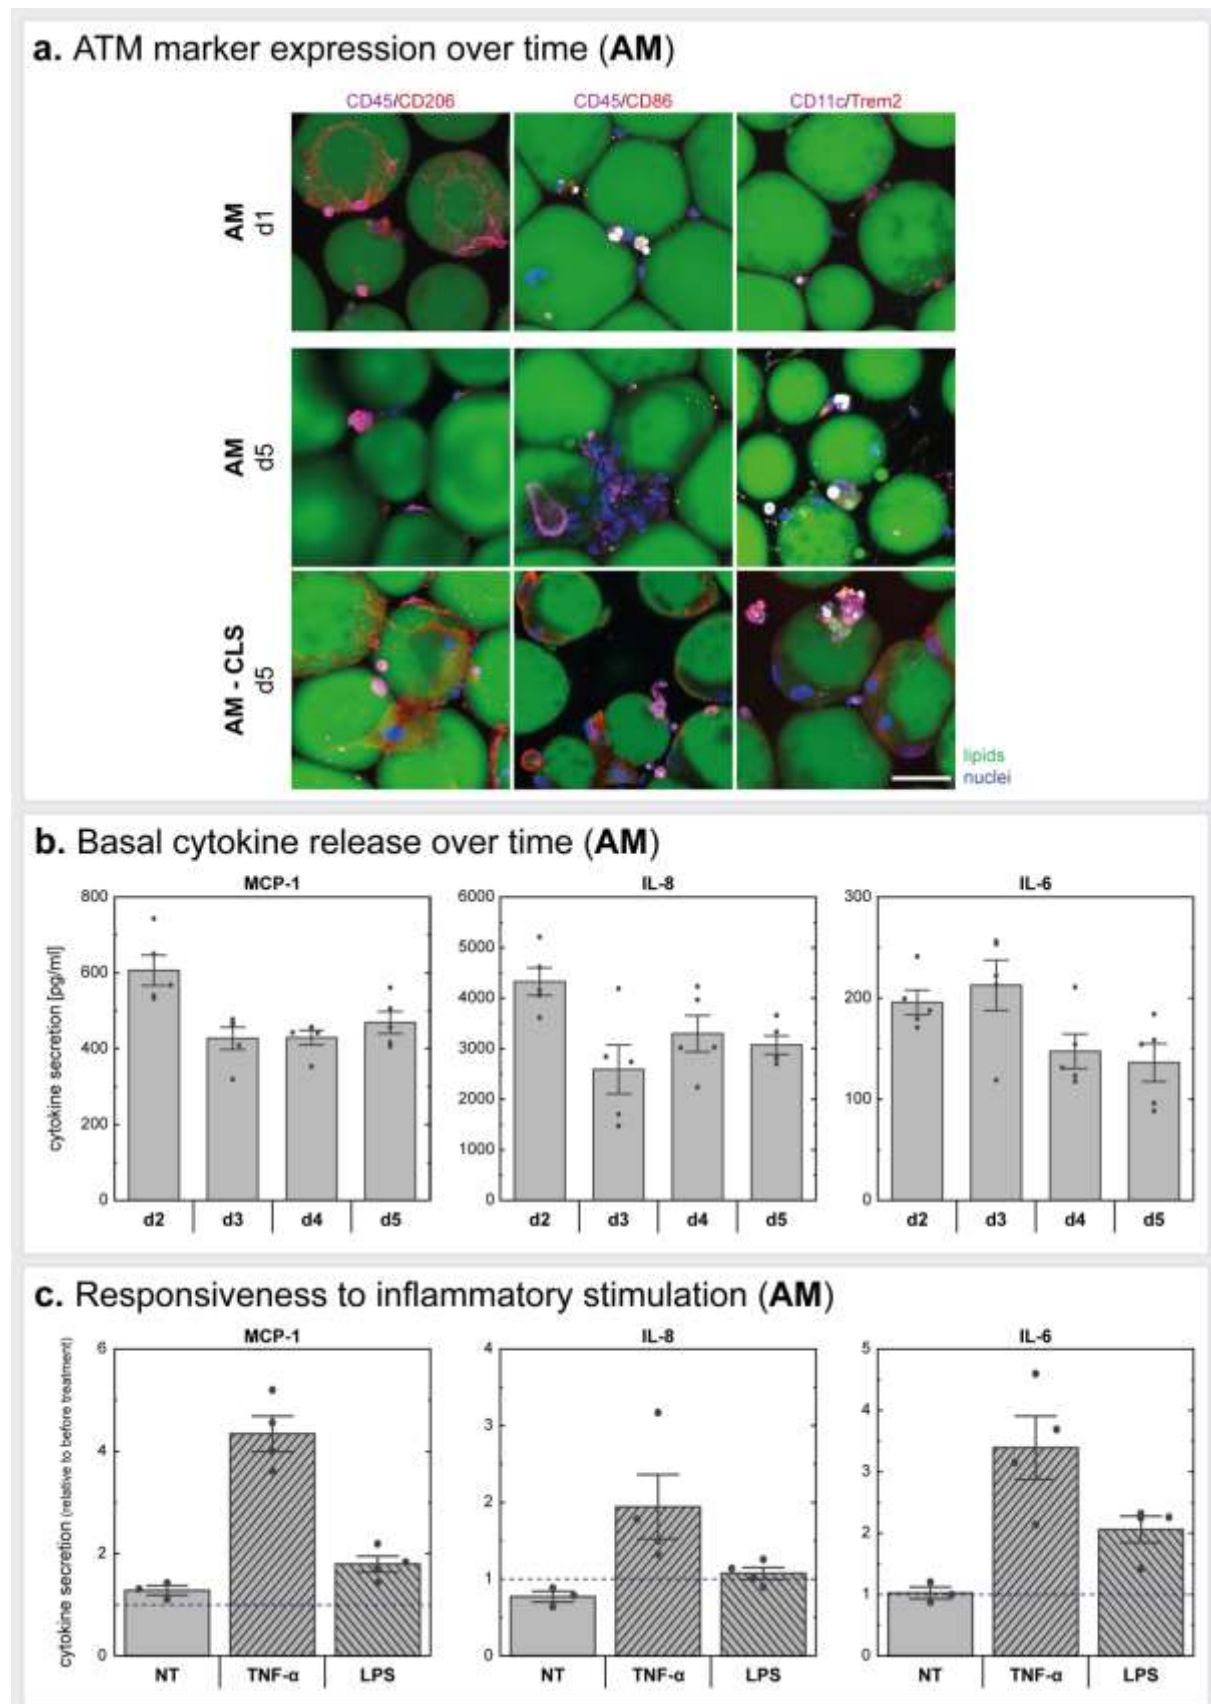 a. ATM marker expression over time (AM)
CD45/CD206 CD45/CD86 CD11c/Trem2
AM
d1
AM
d5
AM - CLS
d5
lipids
nuclei
b. Basal cytokine release over time (AM)
MCP-1 IL-8 IL-6
cytokine secretion [pg/ml]
800 6000 300
5000
600
4000 200
400 3000
2000 100
200
1000
0 0 0
d2 d3 d4 d5 d2 d3 d4 d5 d2 d3 d4 d5
c. Responsiveness to inflammatory stimulation (AM)
MCP-1 IL-8 IL-6
cytokine secretion (relative to before treatment)
6 4 5
4
3
4
3
2
2
2
1 1
0 0 0
NT TNF-α LPS NT TNF-α LPS NT TNF-α LPS